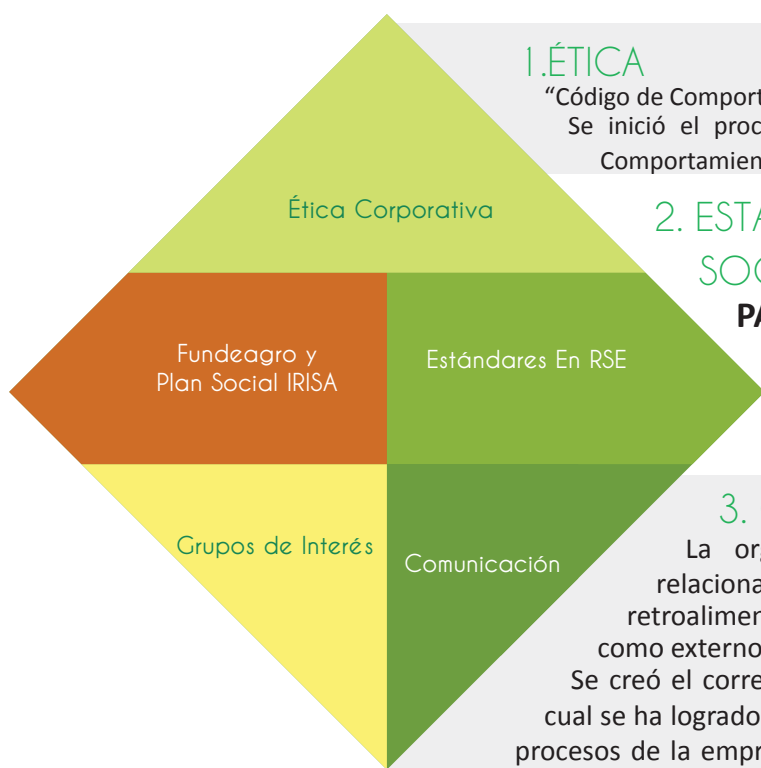 1.ÉTICA
“Código de Comport
Se inició el proc
Comportamien
Ética Corporativa
2. ESTÁ
SOC
PA
Fundeagro y
Plan Social IRISA
Estándares En RSE
3.
La org
relaciona
retroalimen
como externo
Se creó el corre
cual se ha logrado
procesos de la empr
Grupos de Interés
Comunicación